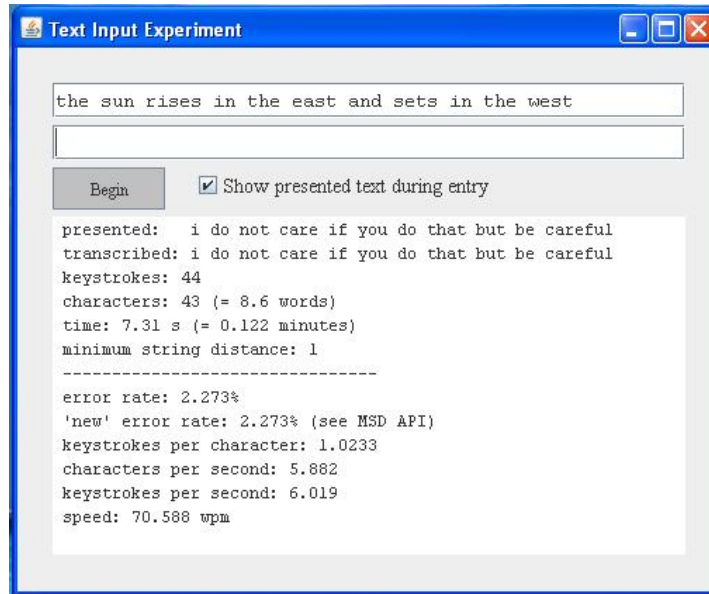 Text Input Experiment
the sun rises in the east and sets in the west
Begin
Show presented text during entry
presented:   i do not care if you do that but be careful
transcribed: i do not care if you do that but be careful
keystrokes: 44
characters: 43 (= 8.6 words)
time: 7.31 s (= 0.122 minutes)
minimum string distance: 1
--------------------------------
error rate: 2.273%
'new' error rate: 2.273% (see MSD API)
keystrokes per character: 1.0233
characters per second: 5.882
keystrokes per second: 6.019
speed: 70.588 wpm